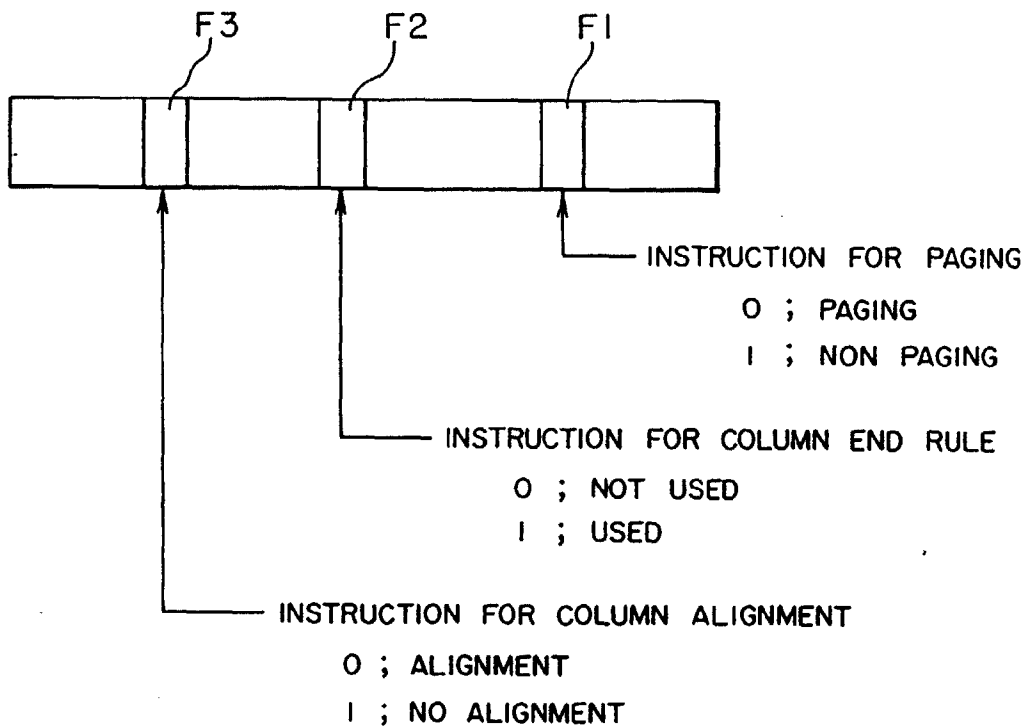 F3 F2 F1
INSTRUCTION FOR PAGING
0 ; PAGING
1 ; NON PAGING
INSTRUCTION FOR COLUMN END RULE
0 ; NOT USED
1 ; USED
INSTRUCTION FOR COLUMN ALIGNMENT
0 ; ALIGNMENT
1 ; NO ALIGNMENT